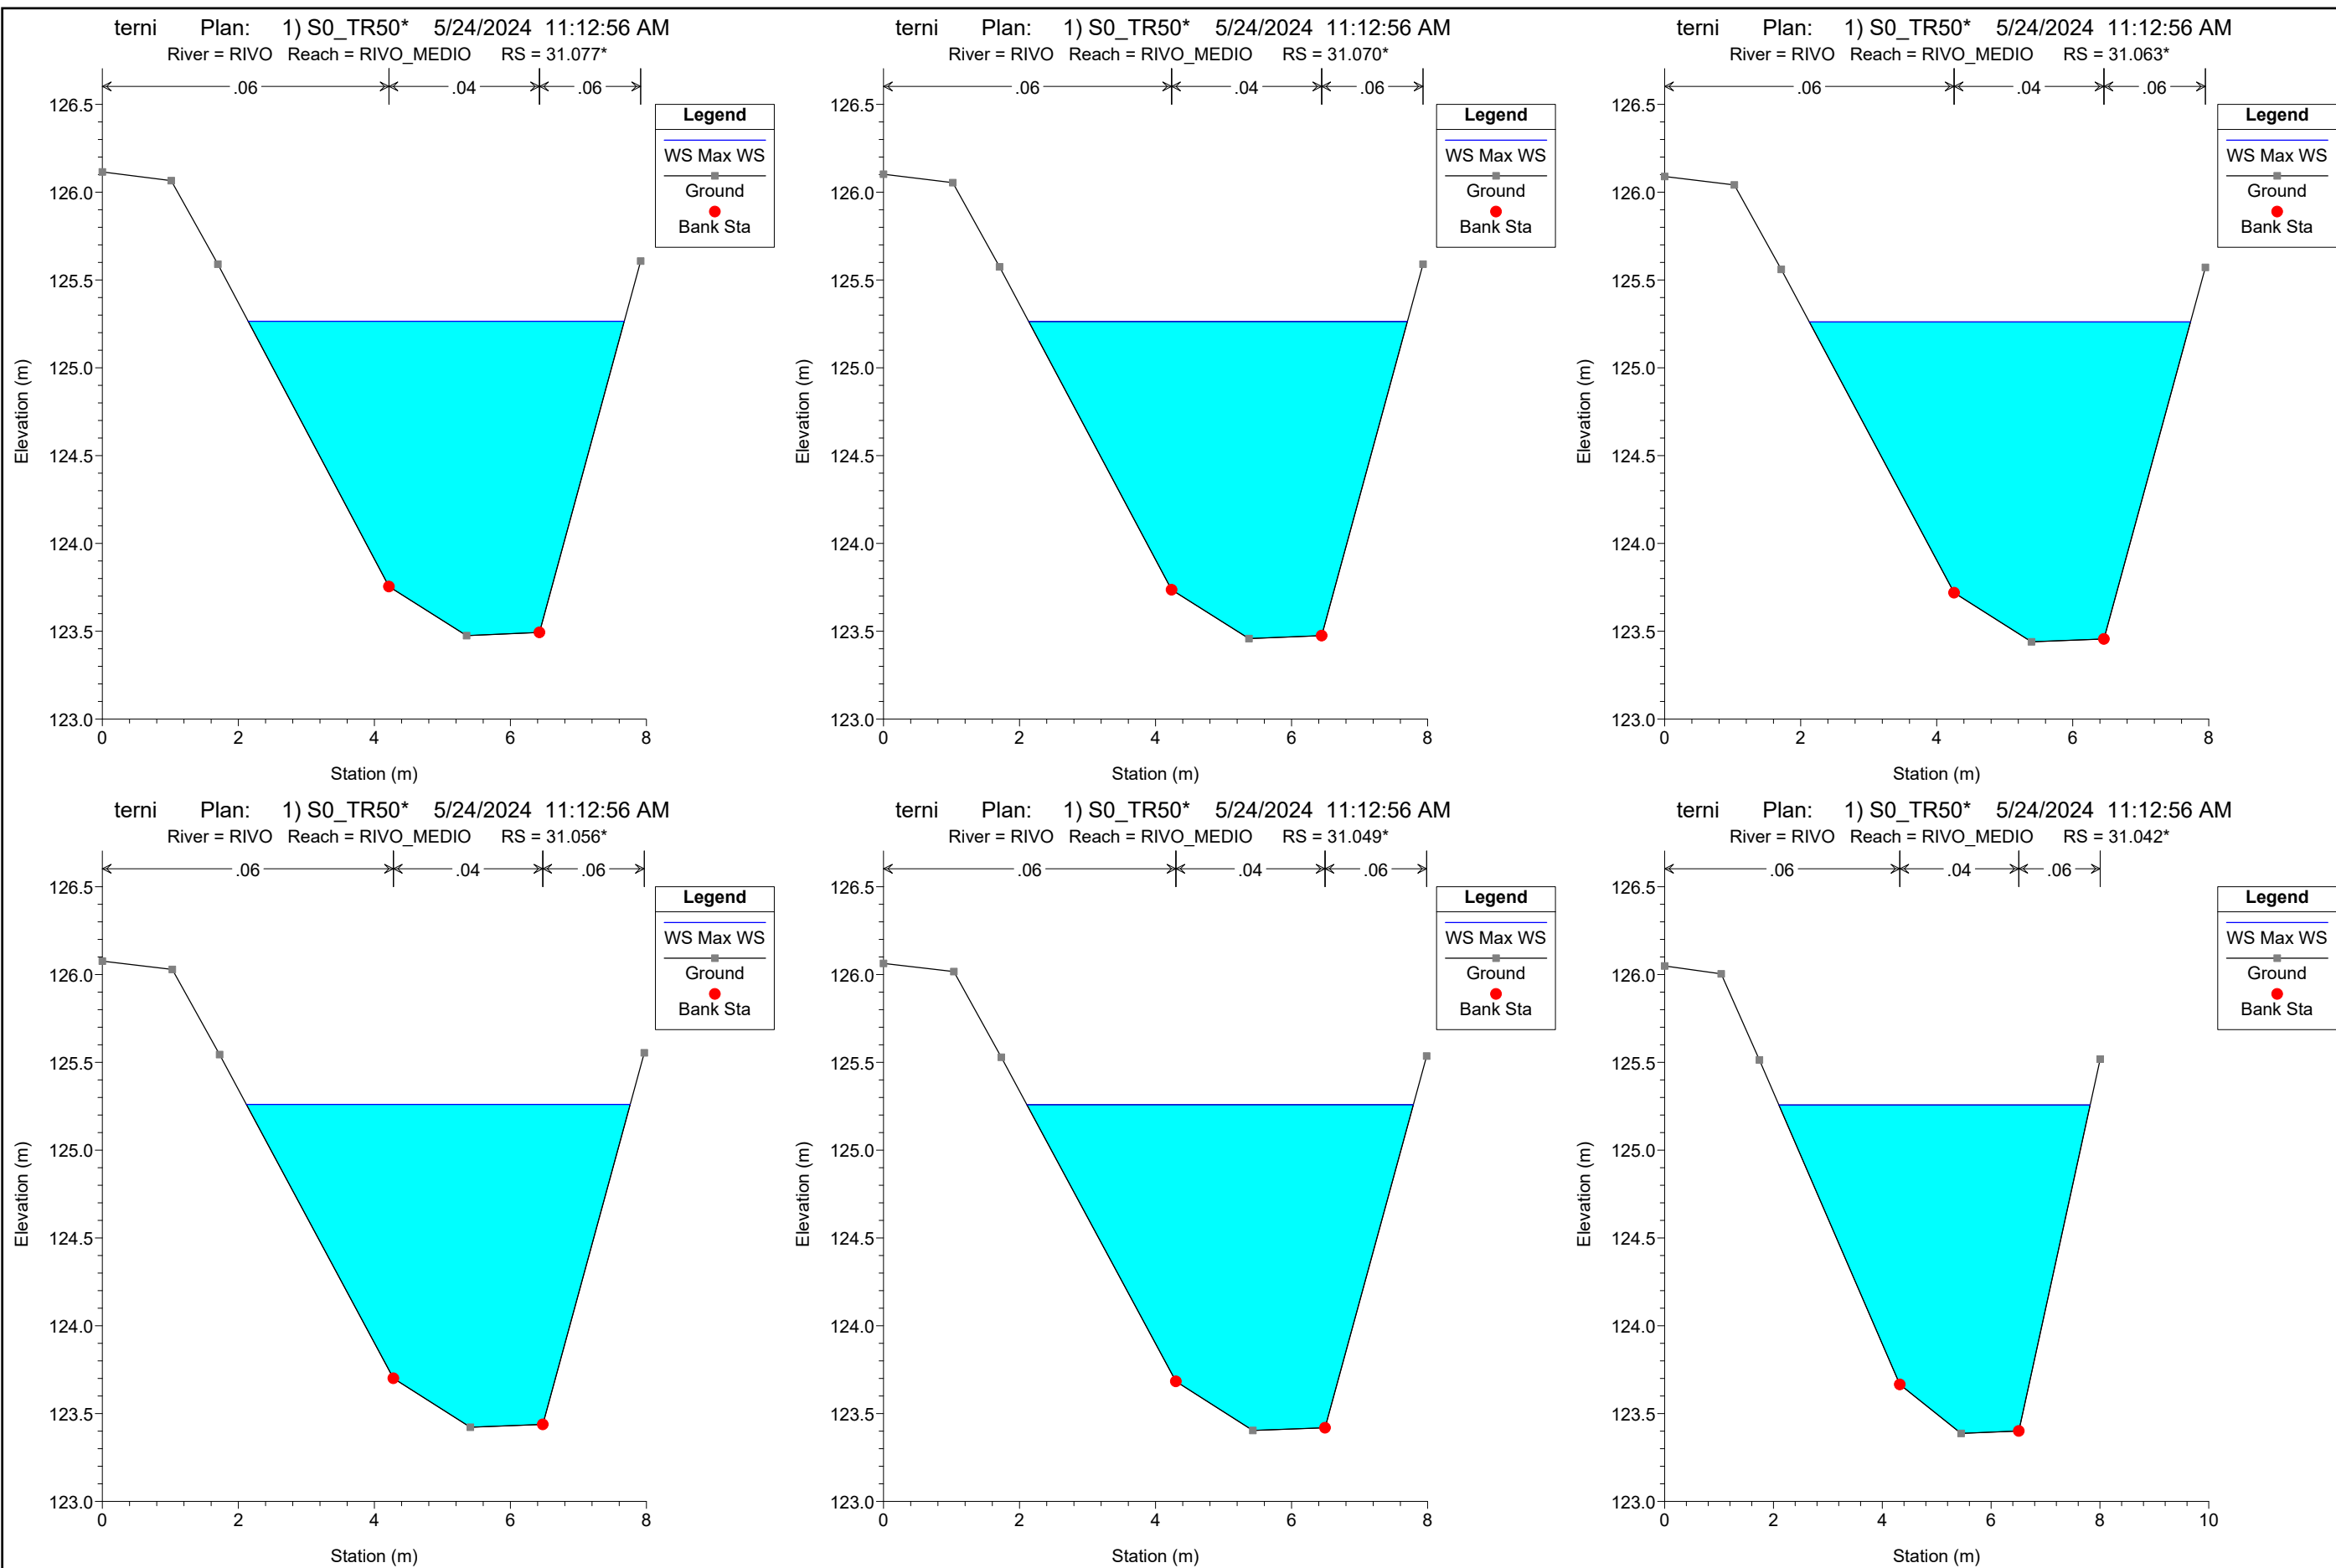 terni Plan: 1) S0_TR50* 5/24/2024 11:12:56 AM
River = RIVO Reach = RIVO_MEDIO RS = 31.077*
.06 .04 .06
126.5
126.0
125.5
125.0
124.5
124.0
123.5
123.0
Elevation (m)
0 2 4 6 8
Station (m)
Legend
WS Max WS
Ground
Bank Sta
terni Plan: 1) S0_TR50* 5/24/2024 11:12:56 AM
River = RIVO Reach = RIVO_MEDIO RS = 31.070*
.06 .04 .06
126.5
126.0
125.5
125.0
124.5
124.0
123.5
123.0
Elevation (m)
0 2 4 6 8
Station (m)
Legend
WS Max WS
Ground
Bank Sta
terni Plan: 1) S0_TR50* 5/24/2024 11:12:56 AM
River = RIVO Reach = RIVO_MEDIO RS = 31.063*
.06 .04 .06
126.5
126.0
125.5
125.0
124.5
124.0
123.5
123.0
Elevation (m)
0 2 4 6 8
Station (m)
Legend
WS Max WS
Ground
Bank Sta
terni Plan: 1) S0_TR50* 5/24/2024 11:12:56 AM
River = RIVO Reach = RIVO_MEDIO RS = 31.056*
.06 .04 .06
126.5
126.0
125.5
125.0
124.5
124.0
123.5
123.0
Elevation (m)
0 2 4 6 8
Station (m)
Legend
WS Max WS
Ground
Bank Sta
terni Plan: 1) S0_TR50* 5/24/2024 11:12:56 AM
River = RIVO Reach = RIVO_MEDIO RS = 31.049*
.06 .04 .06
126.5
126.0
125.5
125.0
124.5
124.0
123.5
123.0
Elevation (m)
0 2 4 6 8
Station (m)
Legend
WS Max WS
Ground
Bank Sta
terni Plan: 1) S0_TR50* 5/24/2024 11:12:56 AM
River = RIVO Reach = RIVO_MEDIO RS = 31.042*
.06 .04 .06
126.5
126.0
125.5
125.0
124.5
124.0
123.5
123.0
Elevation (m)
0 2 4 6 8 10
Station (m)
Legend
WS Max WS
Ground
Bank Sta